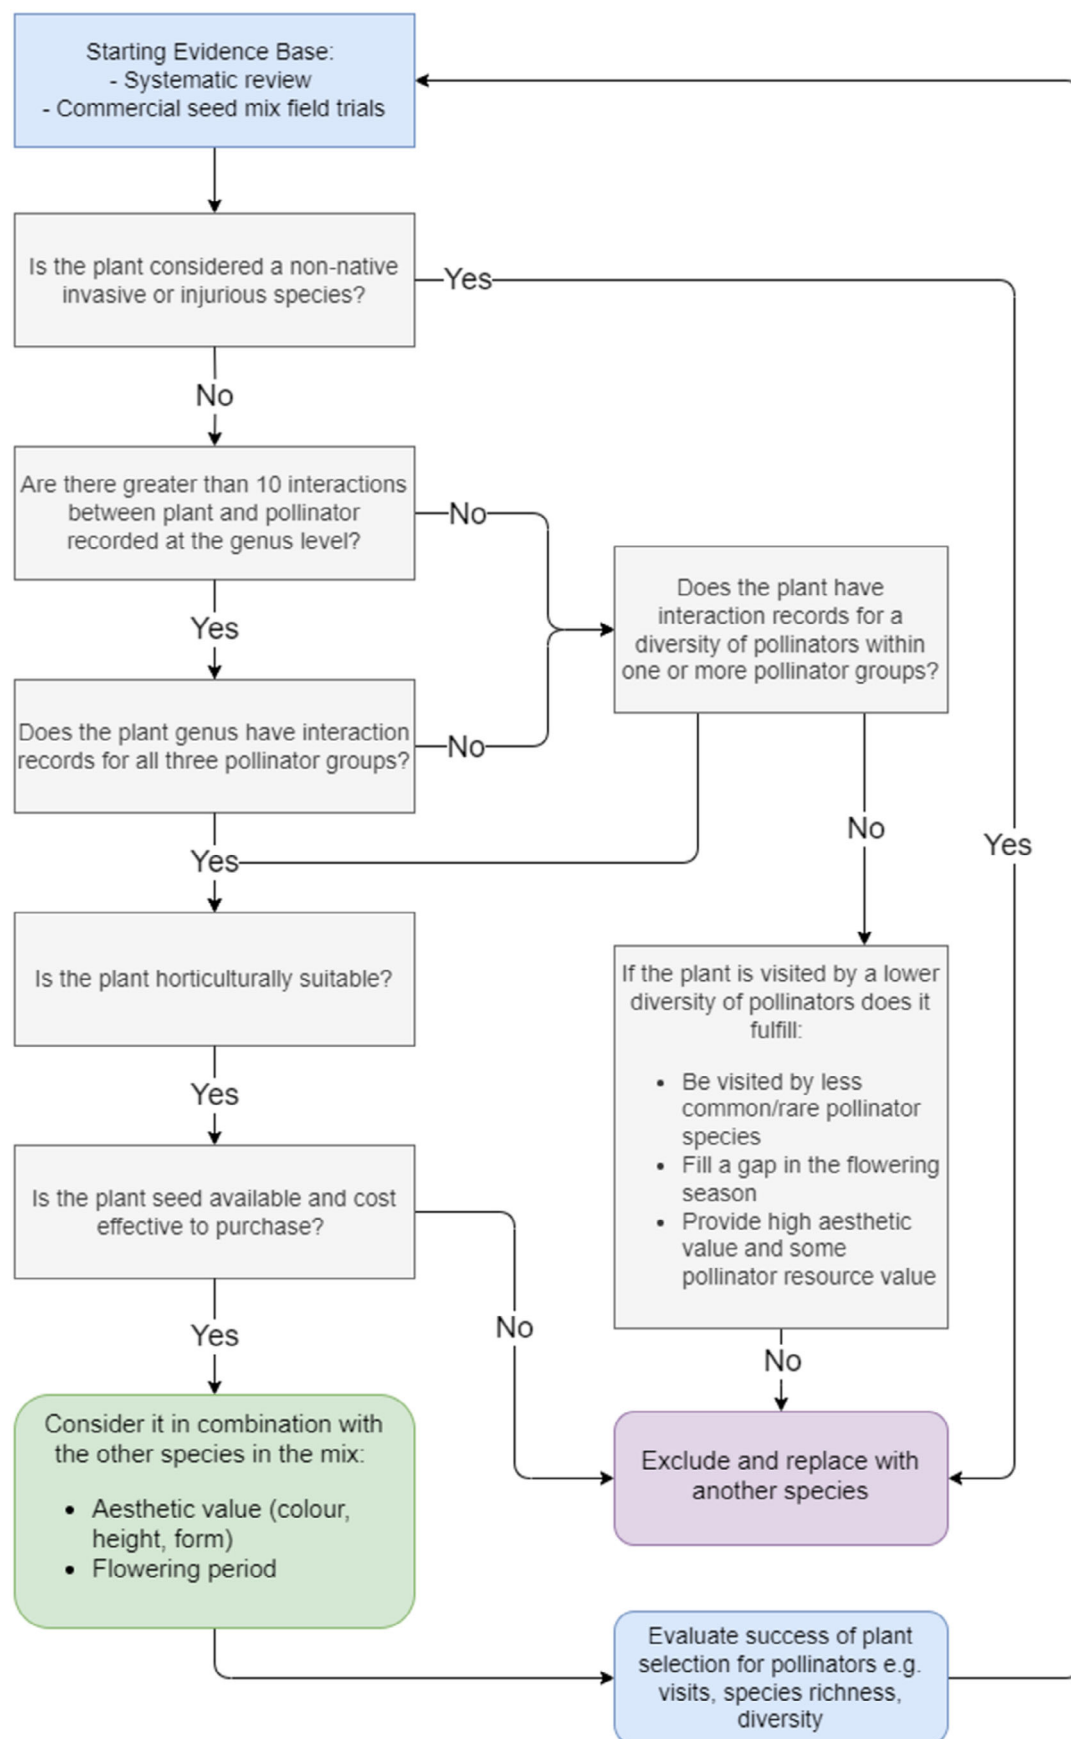 Starting Evidence Base:
- Systematic review
- Commercial seed mix field trials
Is the plant considered a non-native
invasive or injurious species?
Yes
No
Are there greater than 10 interactions
between plant and pollinator
recorded at the genus level?
No
Yes
Does the plant have
interaction records for a
diversity of pollinators within
one or more pollinator groups?
Does the plant genus have interaction
records for all three pollinator groups?
No
Yes
No
Yes
Is the plant horticulturally suitable?
Yes
If the plant is visited by a lower
diversity of pollinators does it
fulfill:
• Be visited by less
common/rare pollinator
species
• Fill a gap in the flowering
season
• Provide high aesthetic
value and some
pollinator resource value
Is the plant seed available and cost
effective to purchase?
No
Yes
No
Consider it in combination with
the other species in the mix:
• Aesthetic value (colour,
height, form)
• Flowering period
Exclude and replace with
another species
Evaluate success of plant
selection for pollinators e.g.
visits, species richness,
diversity